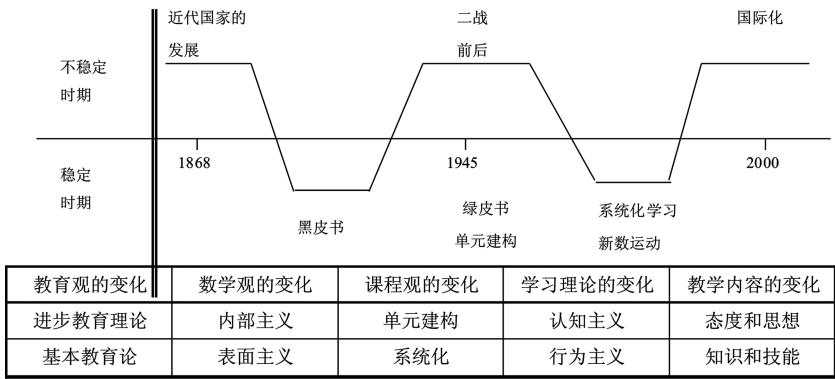 近代国家的
发展
二战
前后
国际化
不稳定
时期
1868
1945
2000
稳定
时期
黑皮书
绿皮书
单元建构
系统化学习
新数运动
教育观的变化 数学观的变化 课程观的变化 学习理论的变化 教学内容的变化
进步教育理论 内部主义 单元建构 认知主义 态度和思想
基本教育论 表面主义 系统化 行为主义 知识和技能